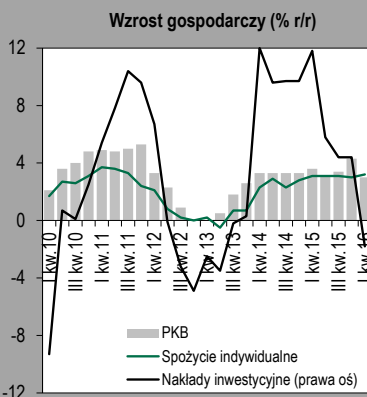 Wzrost gospodarczy (% r/r)
12
8
4
0
-4
-8
-12
I kw. 10
III kw. 10
I kw. 11
III kw. 11
I kw. 12
III kw. 12
I kw. 13
III kw. 13
I kw. 14
III kw. 14
I kw. 15
III kw. 15
I kw. 16
PKB
Spożycie indywidualne
Nakłady inwestycyjne (prawa oś)